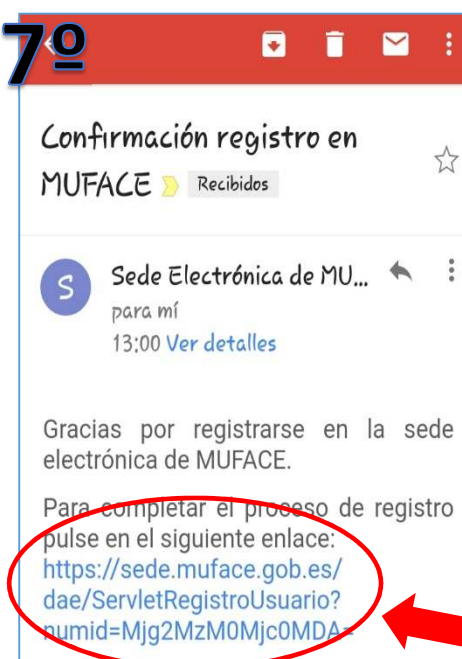 7º
Confirmación registro en
MUFACE Recibidos
S
Sede Electrónica de MU...
para mí
13:00 Ver detalles
Gracias por registrarse en la sede
electrónica de MUFACE.
Para completar el proceso de registro
pulse en el siguiente enlace:
https://sede.muface.gob.es/
dae/ServletRegistroUsuario?
numid=Mjg2MzM0Mjc0MDA=